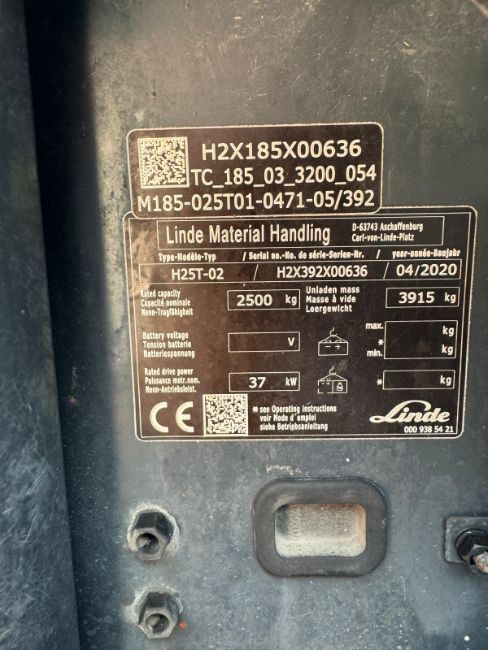 H2X185X00636
TC_185_03_3200_054
M185-025T01-0471-05/392
Linde Material Handling
D-63743 Aschaffenburg
Carl-von-Linde-Platz
Type-Modèle-Typ / Serial no.-No. de série-Serien-Nr. / year-année-Baujahr
H25T-02 / H2X392X00636 / 04/2020
Rated capacity
Capacité nominale
Nenn-Tragfähigkeit
2500 kg
Unladen mass
Masse à vide
Leergewicht
3915 kg
Battery voltage
Tension batterie
Batteriespannung
V
max. kg
*
min. kg
Rated drive power
Puissance motr.nom.
Nenn-Antriebsleist.
37 kW
* kg
CE
* see Operating instructions
voir Mode d'emploi
siehe Betriebsanleitung
Linde
000 938 54 21